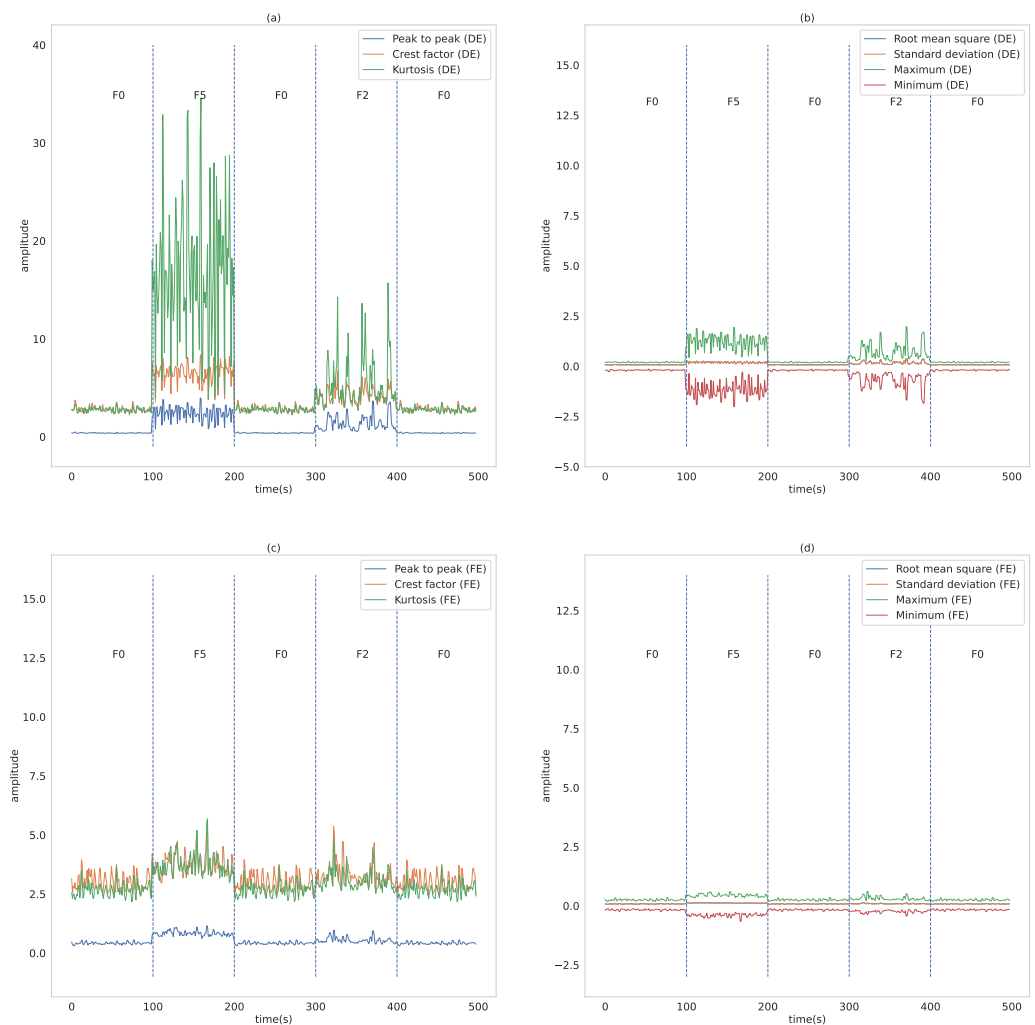 (a)
Peak to peak (DE)
Crest factor (DE)
Kurtosis (DE)
F0 F5 F0 F2 F0
40
30
20
10
0
amplitude
0 100 200 300 400 500
time(s)
(b)
Root mean square (DE)
Standard deviation (DE)
Maximum (DE)
Minimum (DE)
F0 F5 F0 F2 F0
15.0
12.5
10.0
7.5
5.0
2.5
0.0
−2.5
−5.0
amplitude
0 100 200 300 400 500
time(s)
(c)
Peak to peak (FE)
Crest factor (FE)
Kurtosis (FE)
F0 F5 F0 F2 F0
15.0
12.5
10.0
7.5
5.0
2.5
0.0
amplitude
0 100 200 300 400 500
time(s)
(d)
Root mean square (FE)
Standard deviation (FE)
Maximum (FE)
Minimum (FE)
F0 F5 F0 F2 F0
12.5
10.0
7.5
5.0
2.5
0.0
−2.5
amplitude
0 100 200 300 400 500
time(s)